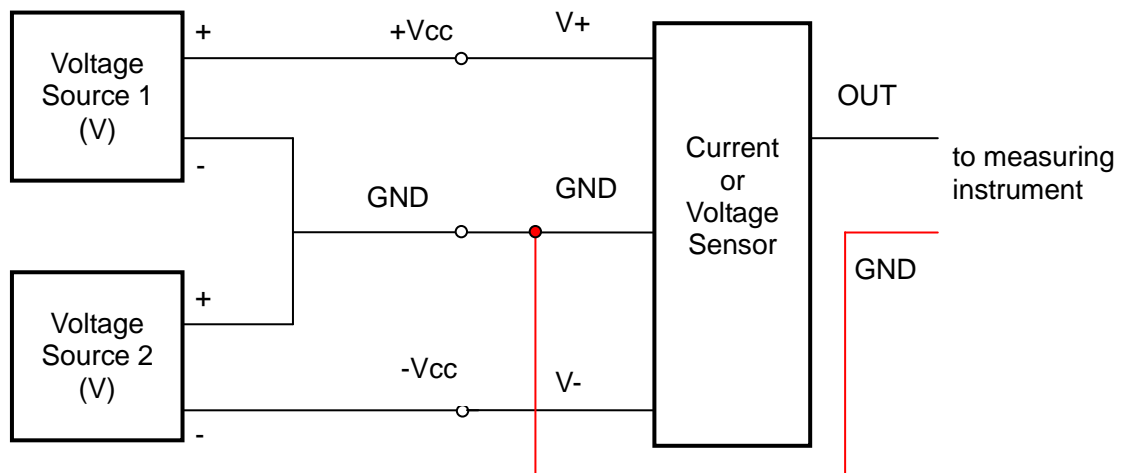 Voltage
Source 1
(V)
+
-
+Vcc
V+
GND
GND
Voltage
Source 2
(V)
+
-
-Vcc
V-
Current
or
Voltage
Sensor
OUT
to measuring
instrument
GND